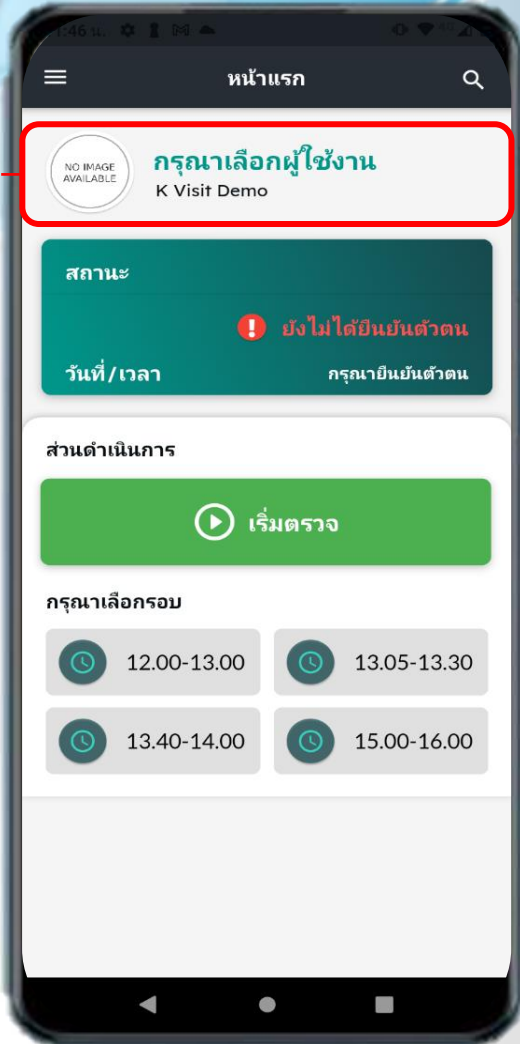 1:46 น.
หน้าแรก
NO IMAGE
AVAILABLE
กรุณาเลือกผู้ใช้งาน
K Visit Demo
สถานะ
ยังไม่ได้ยืนยันตัวตน
วันที่/เวลา
กรุณายืนยันตัวตน
ส่วนดำเนินการ
เริ่มตรวจ
กรุณาเลือกรอบ
12.00-13.00
13.05-13.30
13.40-14.00
15.00-16.00